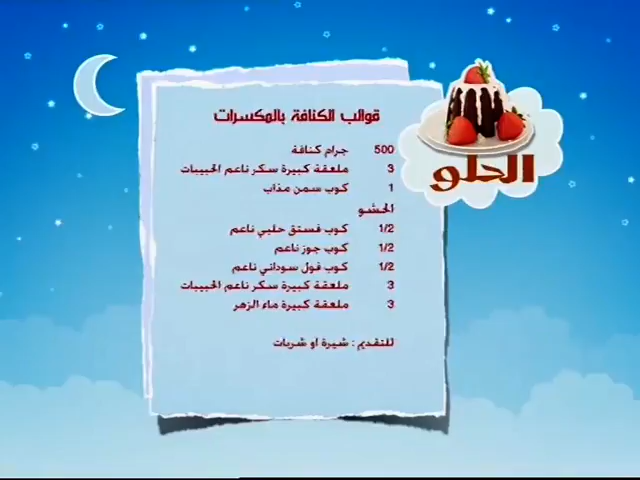 قوالب الكنافة بالمكسرات
الحلو
500 جرام كنافة
3 ملعقة كبيرة سكر ناعم الحبيبات
1 كوب سمن مذاب
الحشو
1/2 كوب فستق حلبي ناعم
1/2 كوب جوز ناعم
1/2 كوب فول سوداني ناعم
3 ملعقة كبيرة سكر ناعم الحبيبات
3 ملعقة كبيرة ماء الزهر
للتقديم : شيرة او شربات